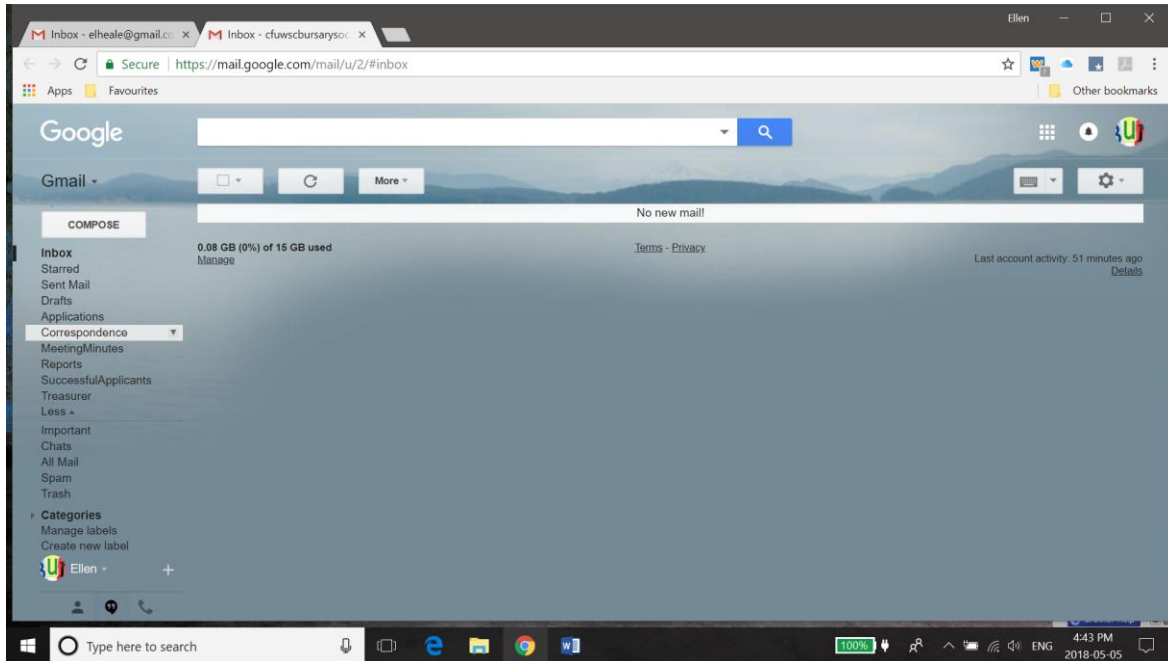 Ellen
Inbox - elheale@gmail.co
Inbox - cfuwscbursarysoc
Secure https://mail.google.com/mail/u/2/#inbox
Apps Favourites Other bookmarks
Google
Gmail More
COMPOSE
No new mail!
Inbox
0.08 GB (0%) of 15 GB used
Terms - Privacy
Manage
Last account activity: 51 minutes ago
Details
Starred
Sent Mail
Drafts
Applications
Correspondence
MeetingMinutes
Reports
SuccessfulApplicants
Treasurer
Less
Important
Chats
All Mail
Spam
Trash
Categories
Manage labels
Create new label
Ellen
Type here to search
100% ENG 4:43 PM
2018-05-05